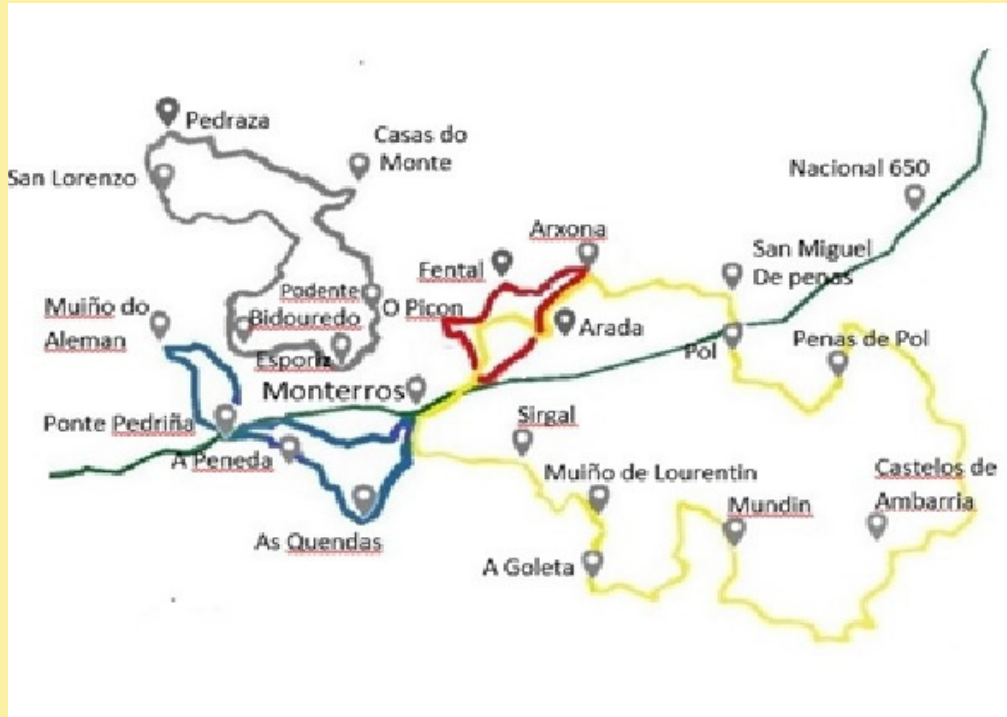 Pedraza
Casas do
Monte
San Lorenzo
Nacional 650
Arxona
San Miguel
De penas
Fental
Podente
O Picon
Muiño do
Aleman
Bidouredo
Arada
Esporiz
Pol
Penas de Pol
Monterros
Ponte Pedriña
Sirgal
A Peneda
Muiño de Lourentin
Castelos de
Ambarria
Mundin
As Quendas
A Goleta